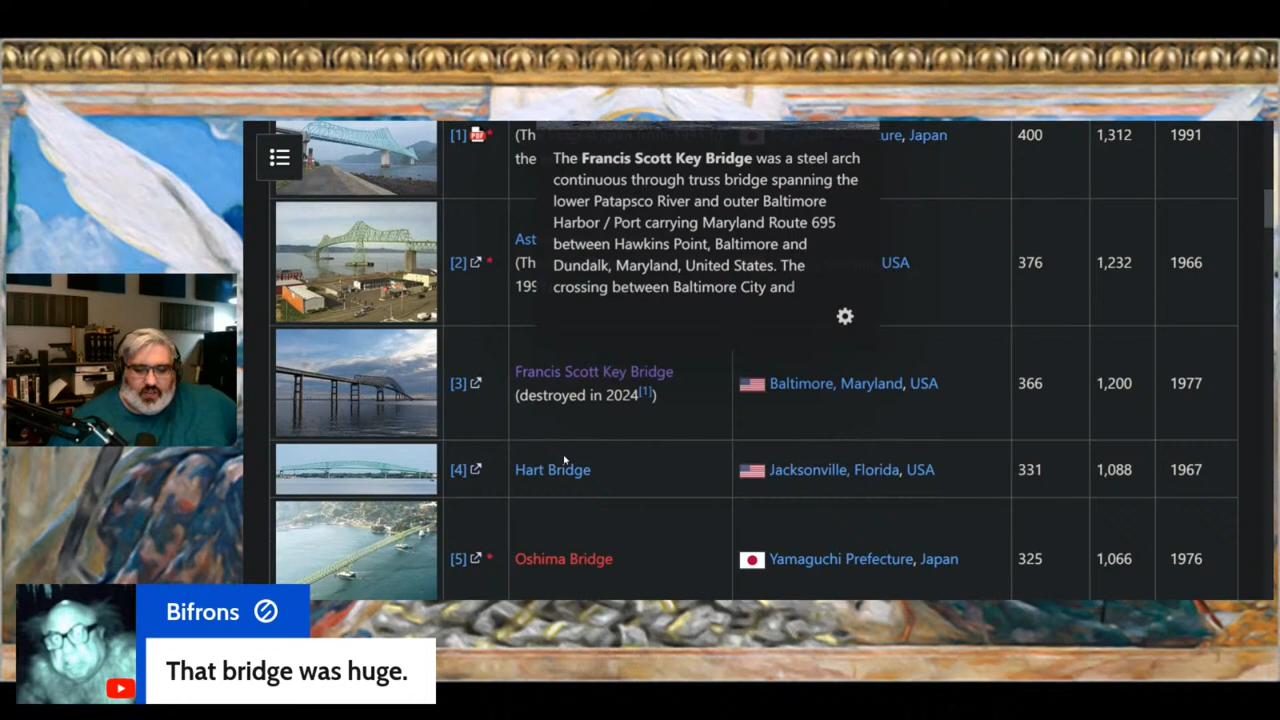 [1] PDF * (Th ure, Japan 400 1,312 1991
the
The Francis Scott Key Bridge was a steel arch
continuous through truss bridge spanning the
lower Patapsco River and outer Baltimore
Harbor / Port carrying Maryland Route 695
between Hawkins Point, Baltimore and
Dundalk, Maryland, United States. The
crossing between Baltimore City and
Ast
[2] * (Th USA 376 1,232 1966
199
Francis Scott Key Bridge
[3] (destroyed in 2024[1]) Baltimore, Maryland, USA 366 1,200 1977
[4] Hart Bridge Jacksonville, Florida, USA 331 1,088 1967
[5] * Oshima Bridge Yamaguchi Prefecture, Japan 325 1,066 1976
Bifrons
That bridge was huge.